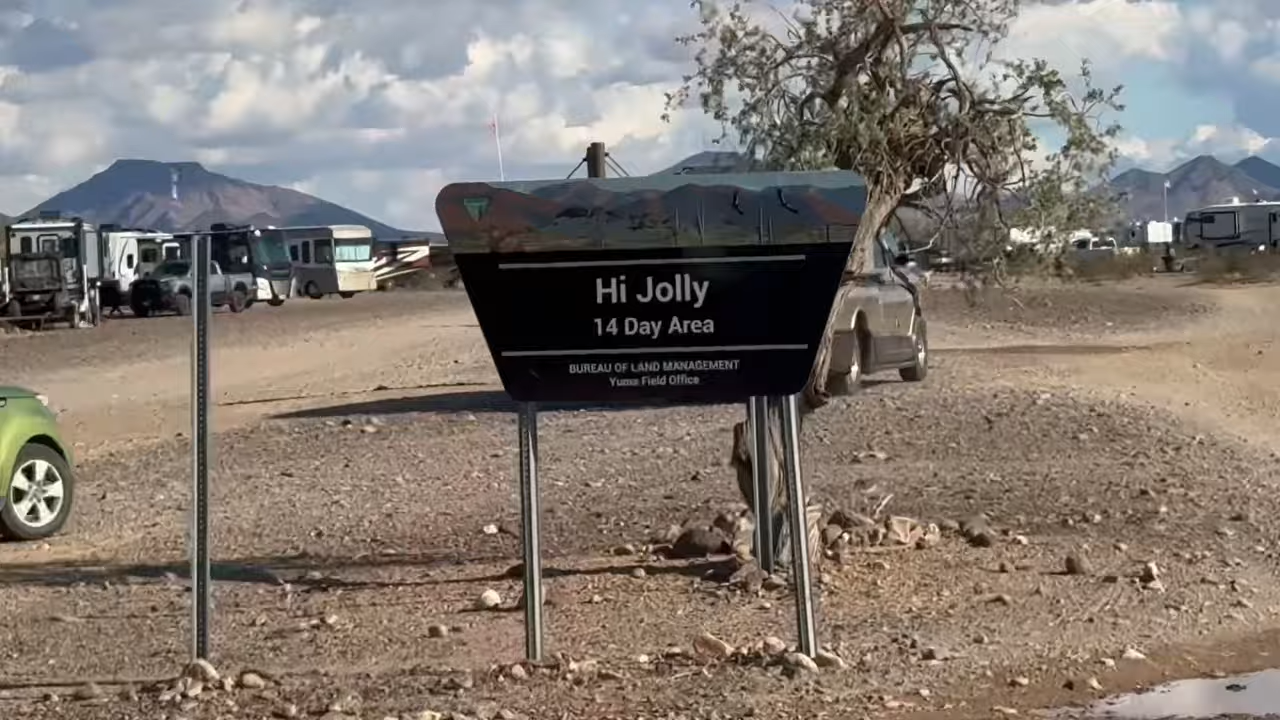 Hi Jolly
14 Day Area
BUREAU OF LAND MANAGEMENT
Yuma Field Office